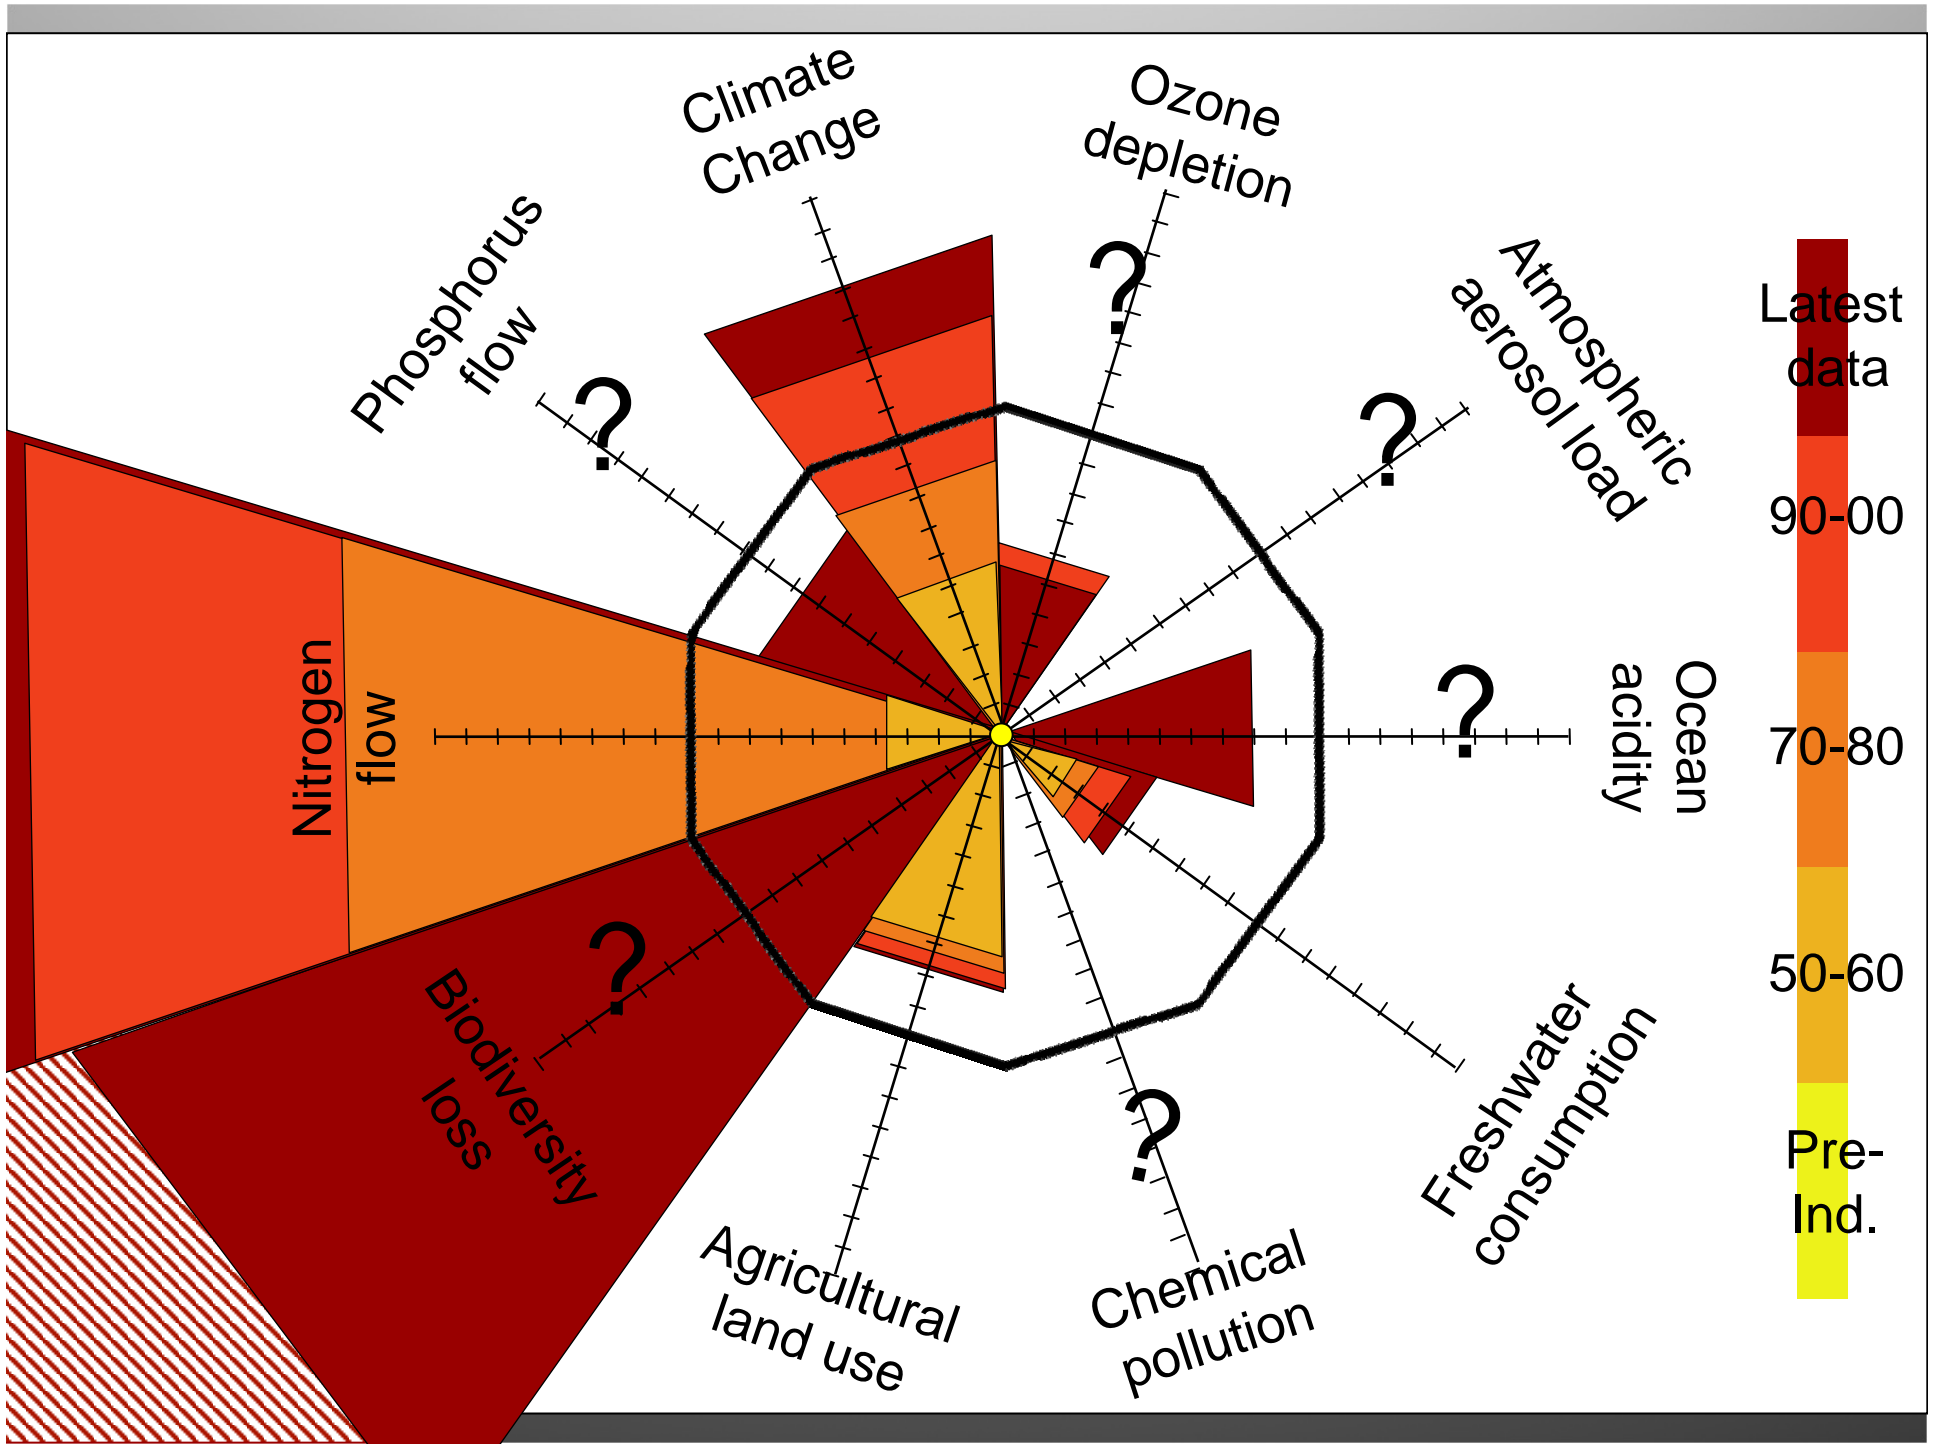 Climate
Change
Ozone
depletion
?
Atmospheric
aerosol load
?
Phosphorus
flow
?
Latest
data
90-00
70-80
50-60
Pre-
Ind.
Nitrogen
flow
Ocean
acidity
?
Biodiversity
loss
?
Freshwater
consumption
Agricultural
land use
Chemical
pollution
?